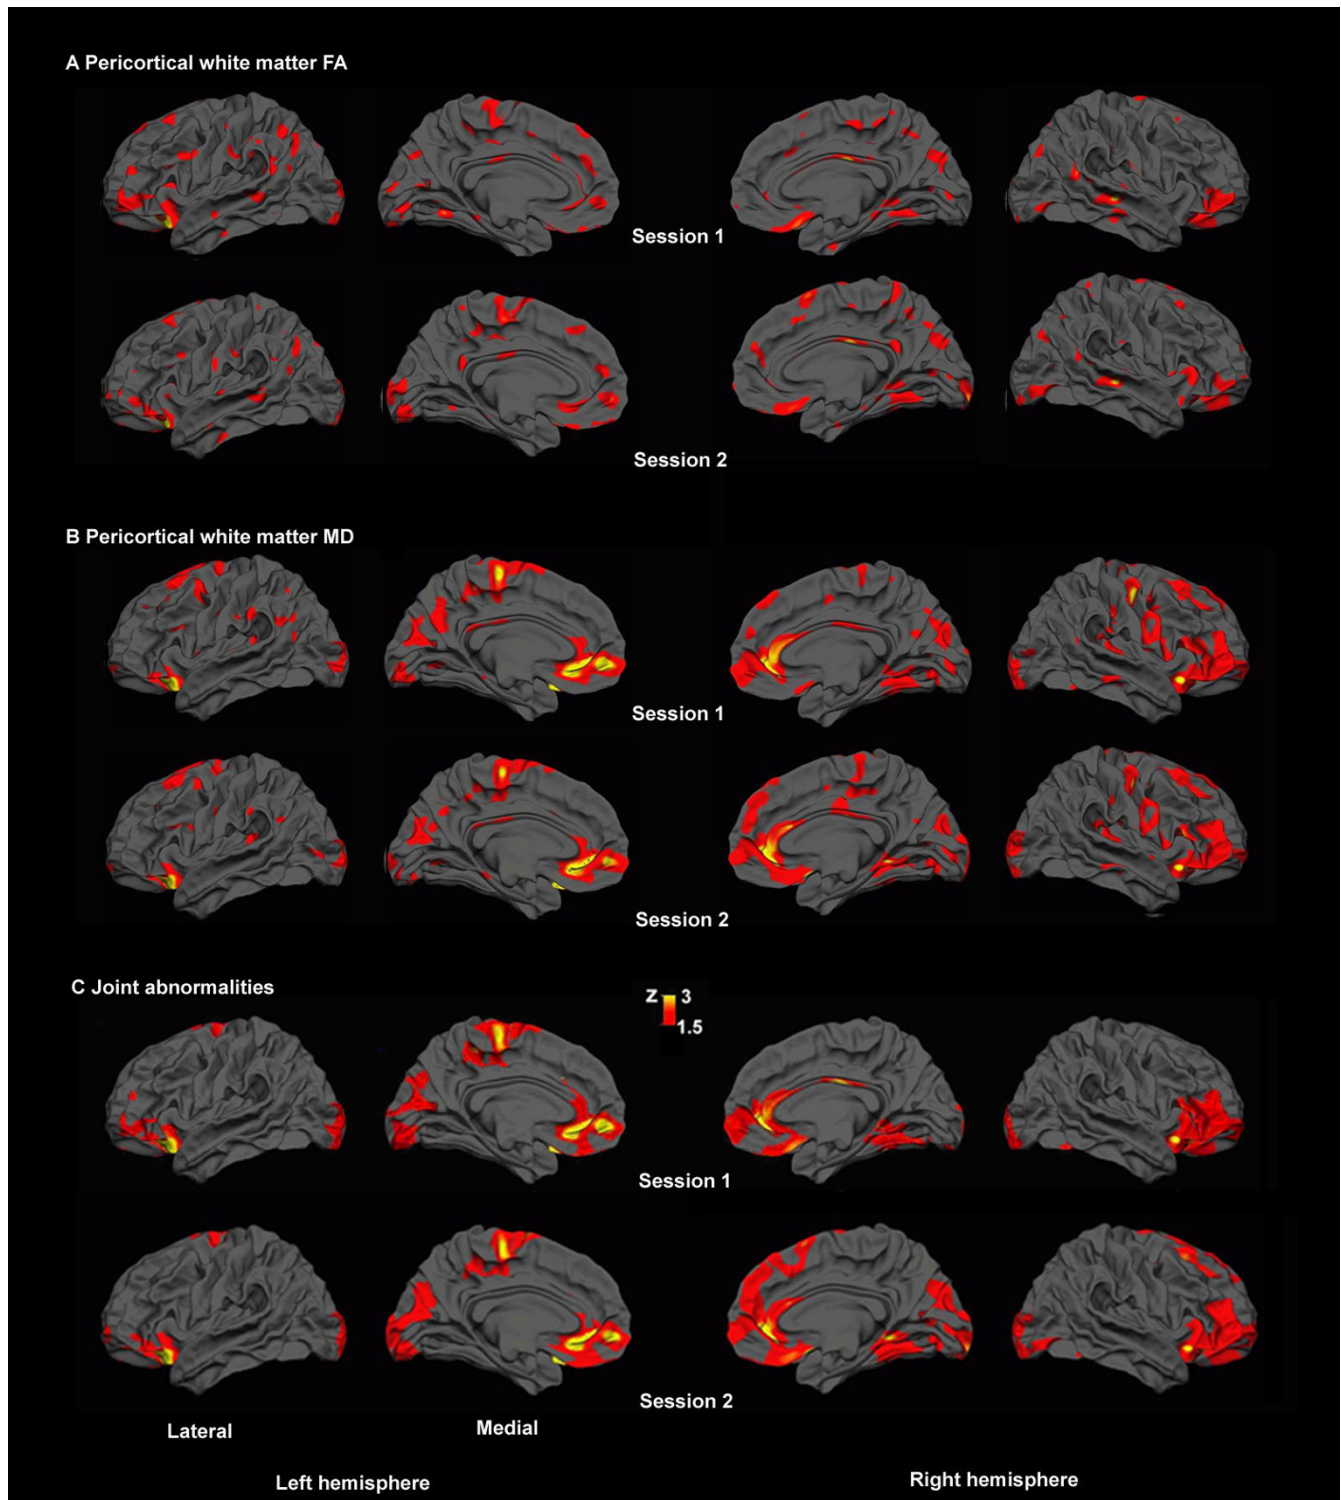 A Pericortical white matter FA
Session 1
Session 2
B Pericortical white matter MD
Session 1
Session 2
C Joint abnormalities
Z 3
1.5
Session 1
Session 2
Lateral
Medial
Left hemisphere
Right hemisphere